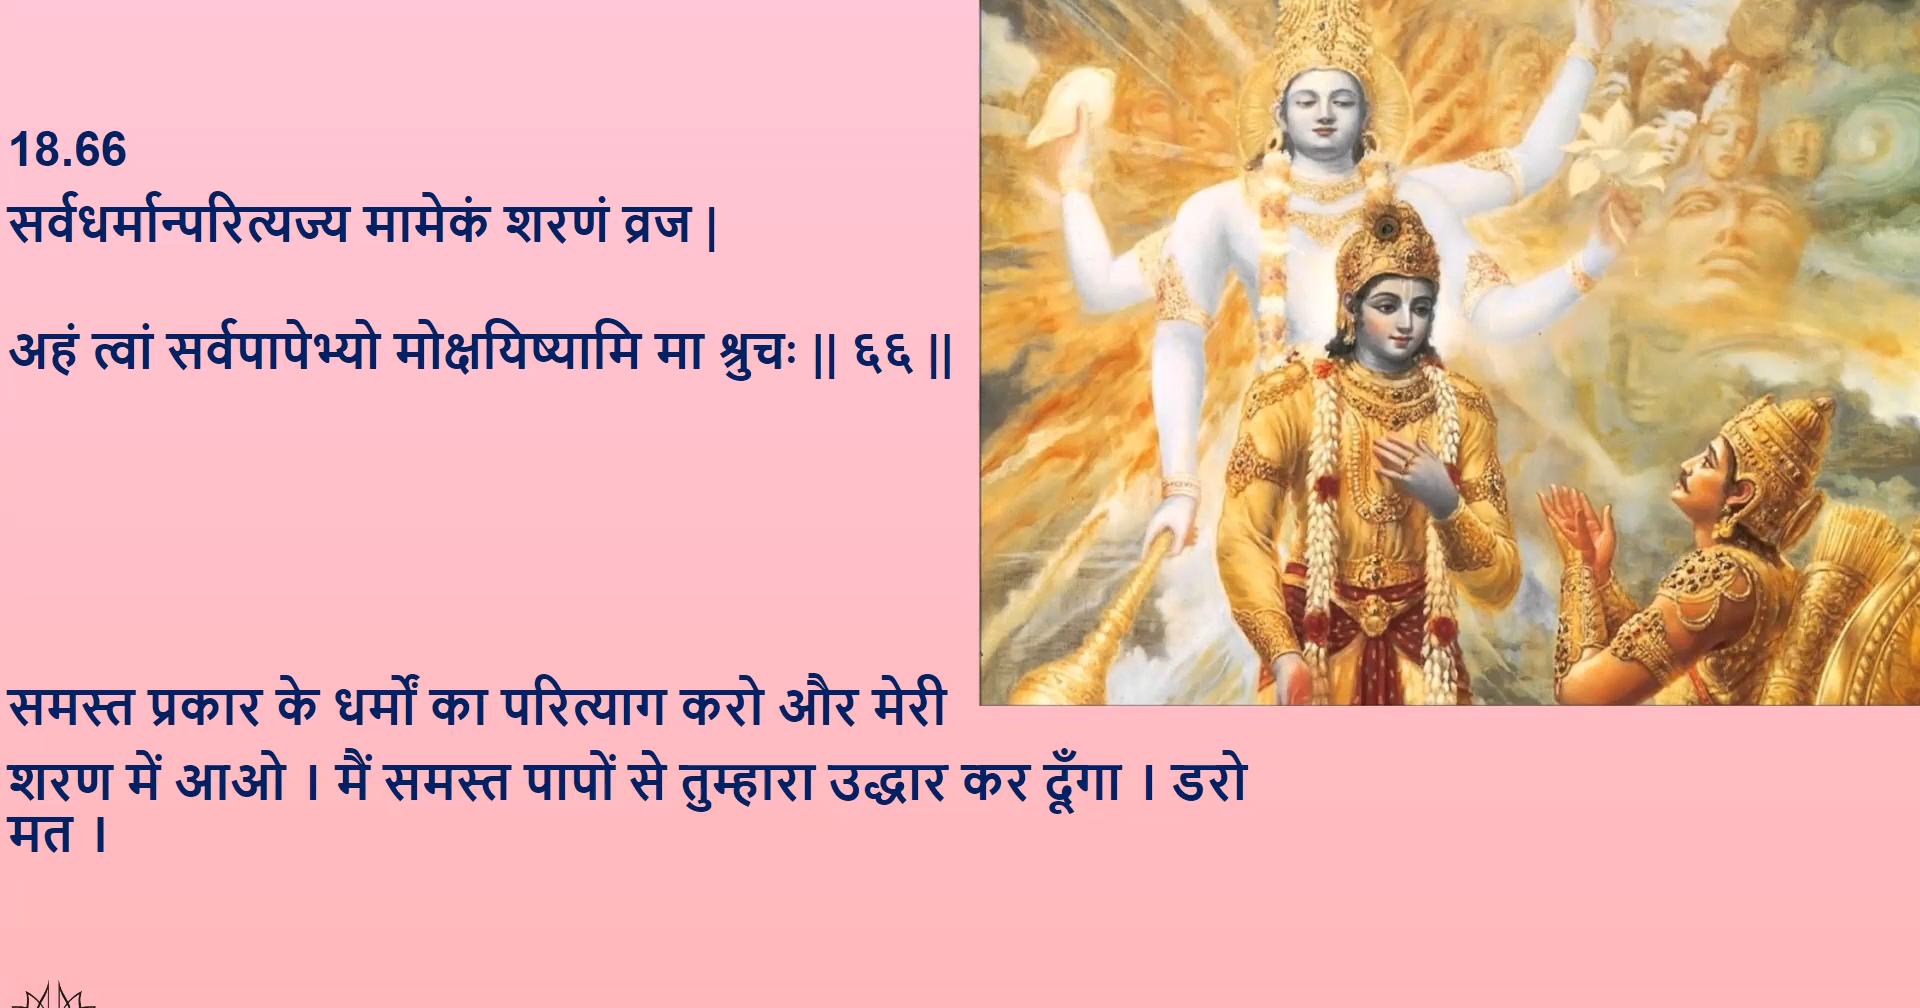 18.66
सर्वधर्मान्परित्यज्य मामेकं शरणं व्रज |
अहं त्वां सर्वपापेभ्यो मोक्षयिष्यामि मा श्रुचः || ६६ ||
समस्त प्रकार के धर्मों का परित्याग करो और मेरी
शरण में आओ । मैं समस्त पापों से तुम्हारा उद्धार कर दूँगा । डरो
मत ।